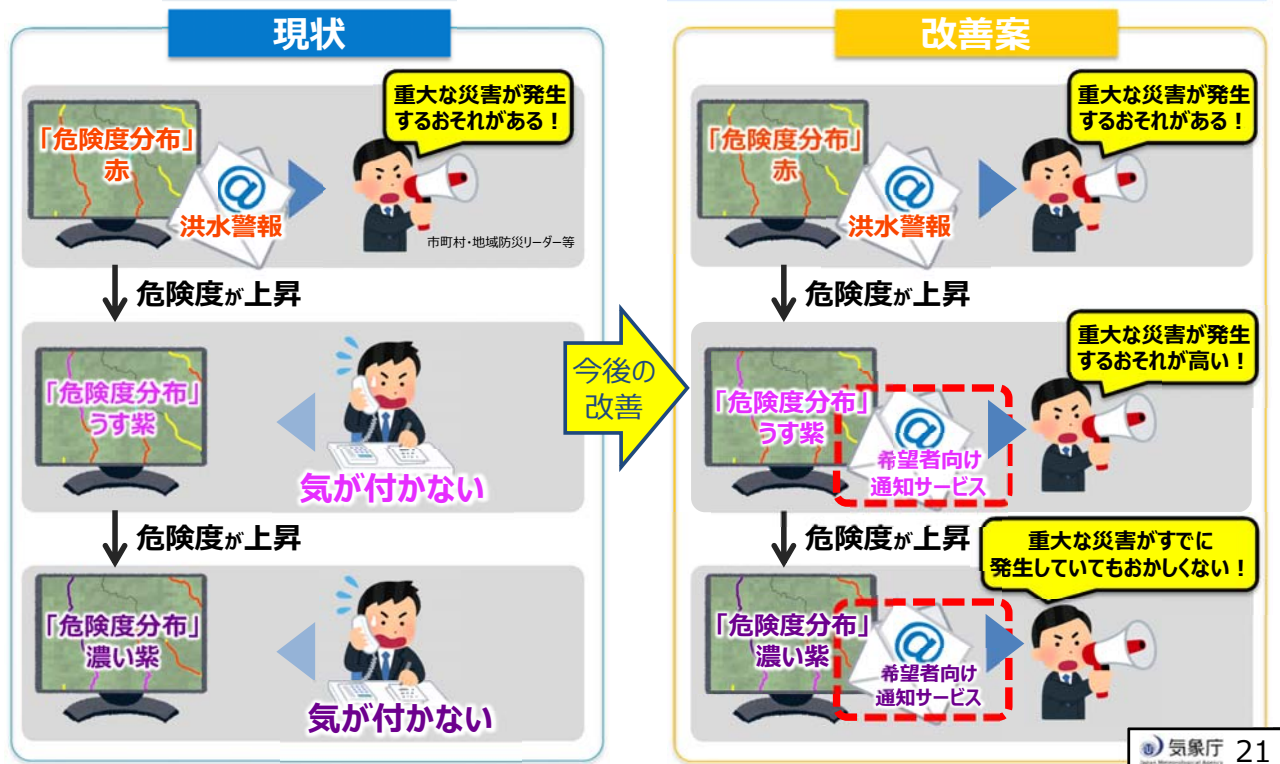 現状
「危険度分布」
赤
@
洪水警報
重大な災害が発生
するおそれがある！
市町村・地域防災リーダー等
危険度が上昇
「危険度分布」
うす紫
気が付かない
危険度が上昇
「危険度分布」
濃い紫
気が付かない
今後の
改善
改善案
「危険度分布」
赤
@
洪水警報
重大な災害が発生
するおそれがある！
危険度が上昇
「危険度分布」
うす紫
@
希望者向け
通知サービス
重大な災害が発生
するおそれが高い！
危険度が上昇
「危険度分布」
濃い紫
@
希望者向け
通知サービス
重大な災害がすでに
発生していてもおかしくない！
気象庁
Japan Meteorological Agency
21